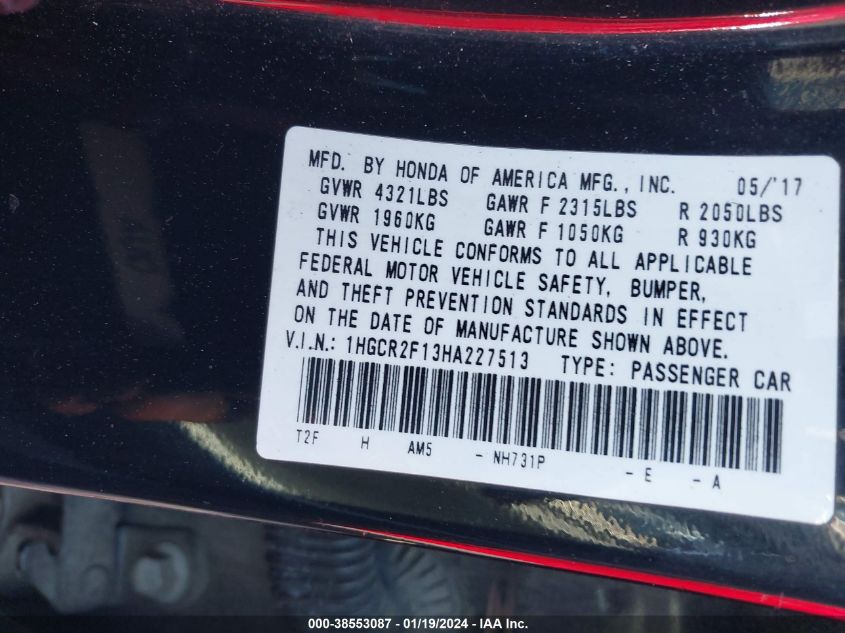 MFD. BY HONDA OF AMERICA MFG., INC. 05/'17
GVWR 4321LBS GAWR F 2315LBS R 2050LBS
GVWR 1960KG GAWR F 1050KG R 930KG
THIS VEHICLE CONFORMS TO ALL APPLICABLE
FEDERAL MOTOR VEHICLE SAFETY, BUMPER,
AND THEFT PREVENTION STANDARDS IN EFFECT
ON THE DATE OF MANUFACTURE SHOWN ABOVE.
V.I.N.: 1HGCR2F13HA227513 TYPE: PASSENGER CAR
T2F H AM5 - NH731P - E - A
000-38553087 - 01/19/2024 - IAA Inc.